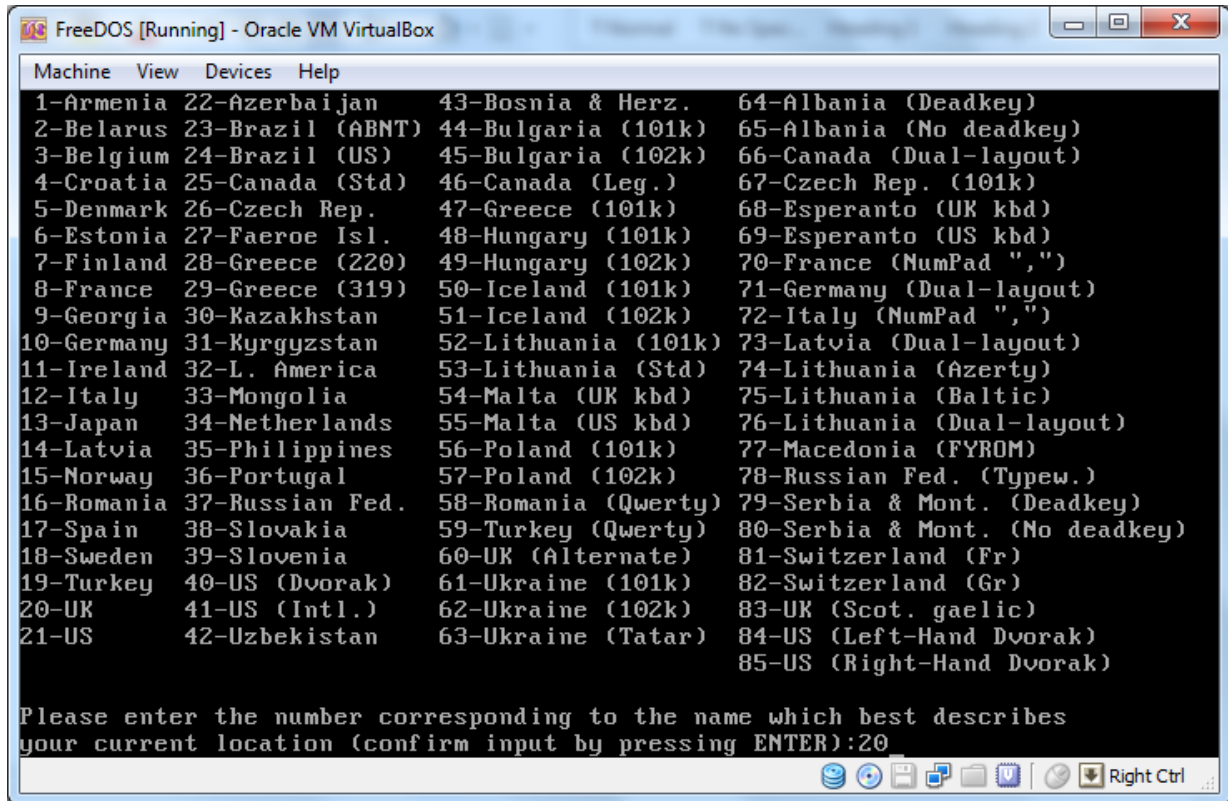 FreeDOS [Running] - Oracle VM VirtualBox
Machine View Devices Help
1-Armenia 22-Azerbaijan 43-Bosnia & Herz. 64-Albania (Deadkey)
2-Belarus 23-Brazil (ABNT) 44-Bulgaria (101k) 65-Albania (No deadkey)
3-Belgium 24-Brazil (US) 45-Bulgaria (102k) 66-Canada (Dual-layout)
4-Croatia 25-Canada (Std) 46-Canada (Leg.) 67-Czech Rep. (101k)
5-Denmark 26-Czech Rep. 47-Greece (101k) 68-Esperanto (UK kbd)
6-Estonia 27-Faeroe Isl. 48-Hungary (101k) 69-Esperanto (US kbd)
7-Finland 28-Greece (220) 49-Hungary (102k) 70-France (NumPad ",")
8-France 29-Greece (319) 50-Iceland (101k) 71-Germany (Dual-layout)
9-Georgia 30-Kazakhstan 51-Iceland (102k) 72-Italy (NumPad ",")
10-Germany 31-Kyrgyzstan 52-Lithuania (101k) 73-Latvia (Dual-layout)
11-Ireland 32-L. America 53-Lithuania (Std) 74-Lithuania (Azerty)
12-Italy 33-Mongolia 54-Malta (UK kbd) 75-Lithuania (Baltic)
13-Japan 34-Netherlands 55-Malta (US kbd) 76-Lithuania (Dual-layout)
14-Latvia 35-Philippines 56-Poland (101k) 77-Macedonia (FYROM)
15-Norway 36-Portugal 57-Poland (102k) 78-Russian Fed. (Typew.)
16-Romania 37-Russian Fed. 58-Romania (Qwerty) 79-Serbia & Mont. (Deadkey)
17-Spain 38-Slovakia 59-Turkey (Qwerty) 80-Serbia & Mont. (No deadkey)
18-Sweden 39-Slovenia 60-UK (Alternate) 81-Switzerland (Fr)
19-Turkey 40-US (Dvorak) 61-Ukraine (101k) 82-Switzerland (Gr)
20-UK 41-US (Intl.) 62-Ukraine (102k) 83-UK (Scot. gaelic)
21-US 42-Uzbekistan 63-Ukraine (Tatar) 84-US (Left-Hand Dvorak)
85-US (Right-Hand Dvorak)
Please enter the number corresponding to the name which best describes
your current location (confirm input by pressing ENTER):20_
Right Ctrl